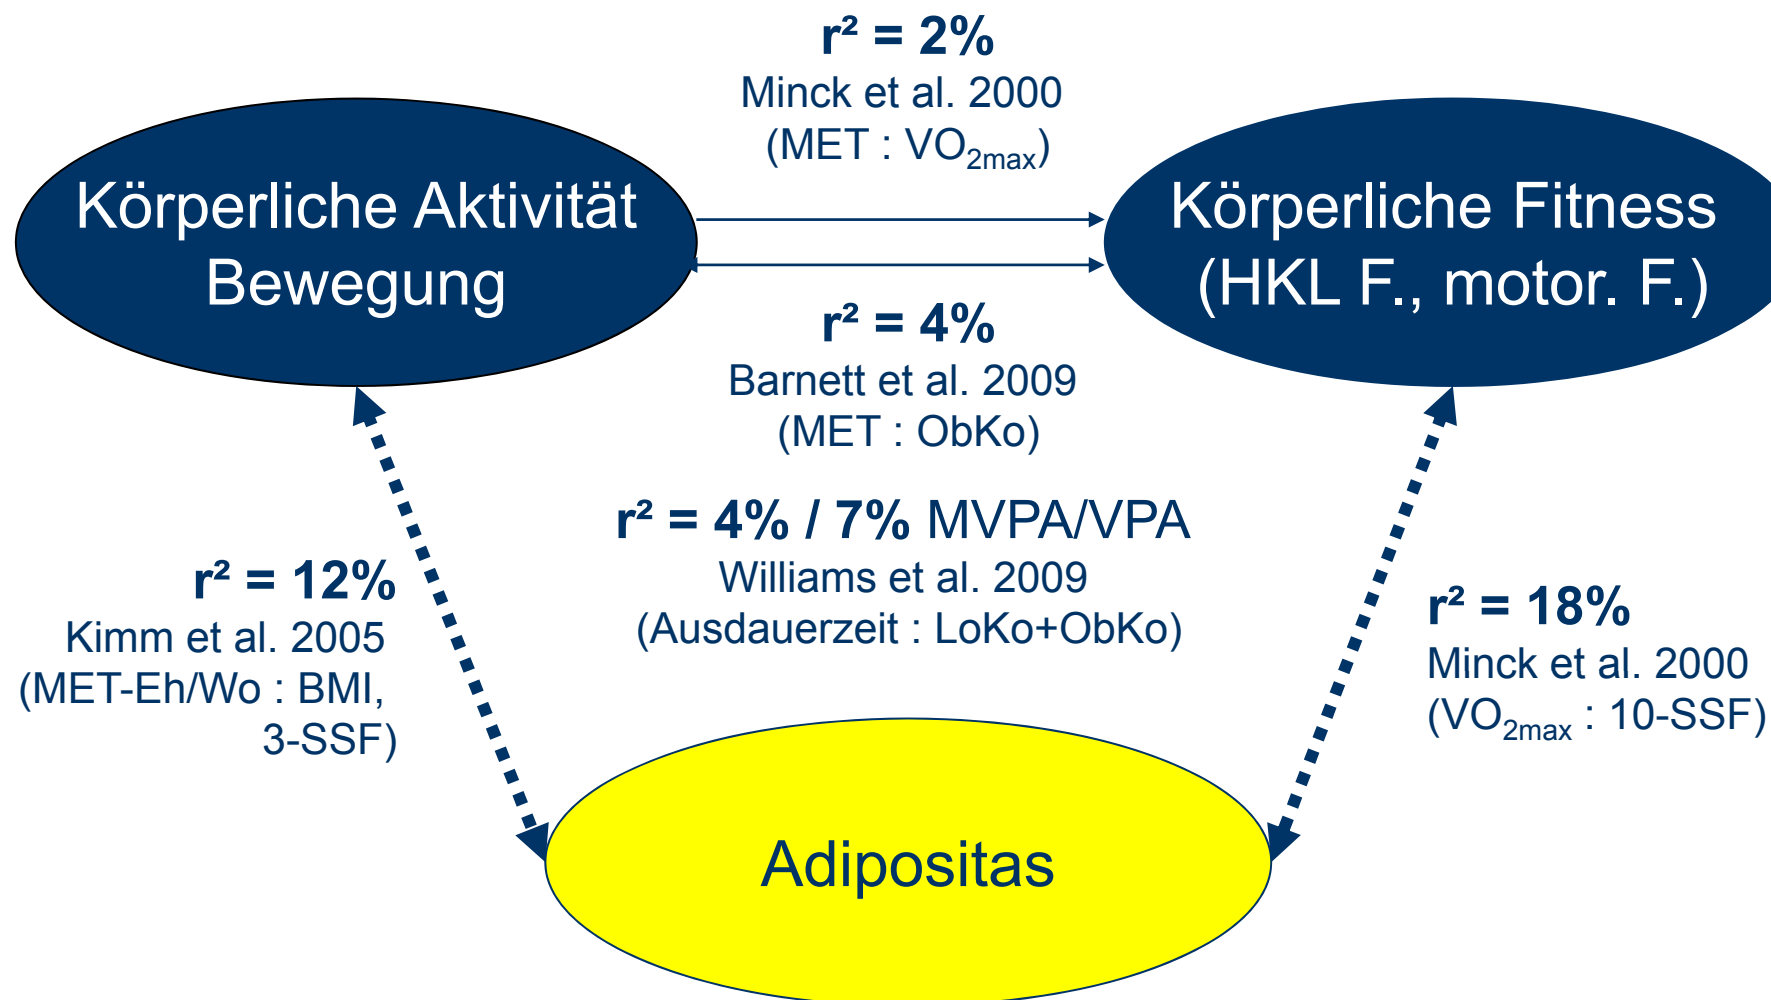 r² = 2%
Minck et al. 2000
(MET : VO2max)
Körperliche Aktivität
Bewegung
Körperliche Fitness
(HKL F., motor. F.)
r² = 4%
Barnett et al. 2009
(MET : ObKo)
r² = 4% / 7% MVPA/VPA
Williams et al. 2009
(Ausdauerzeit : LoKo+ObKo)
r² = 12%
Kimm et al. 2005
(MET-Eh/Wo : BMI,
3-SSF)
r² = 18%
Minck et al. 2000
(VO2max : 10-SSF)
Adipositas